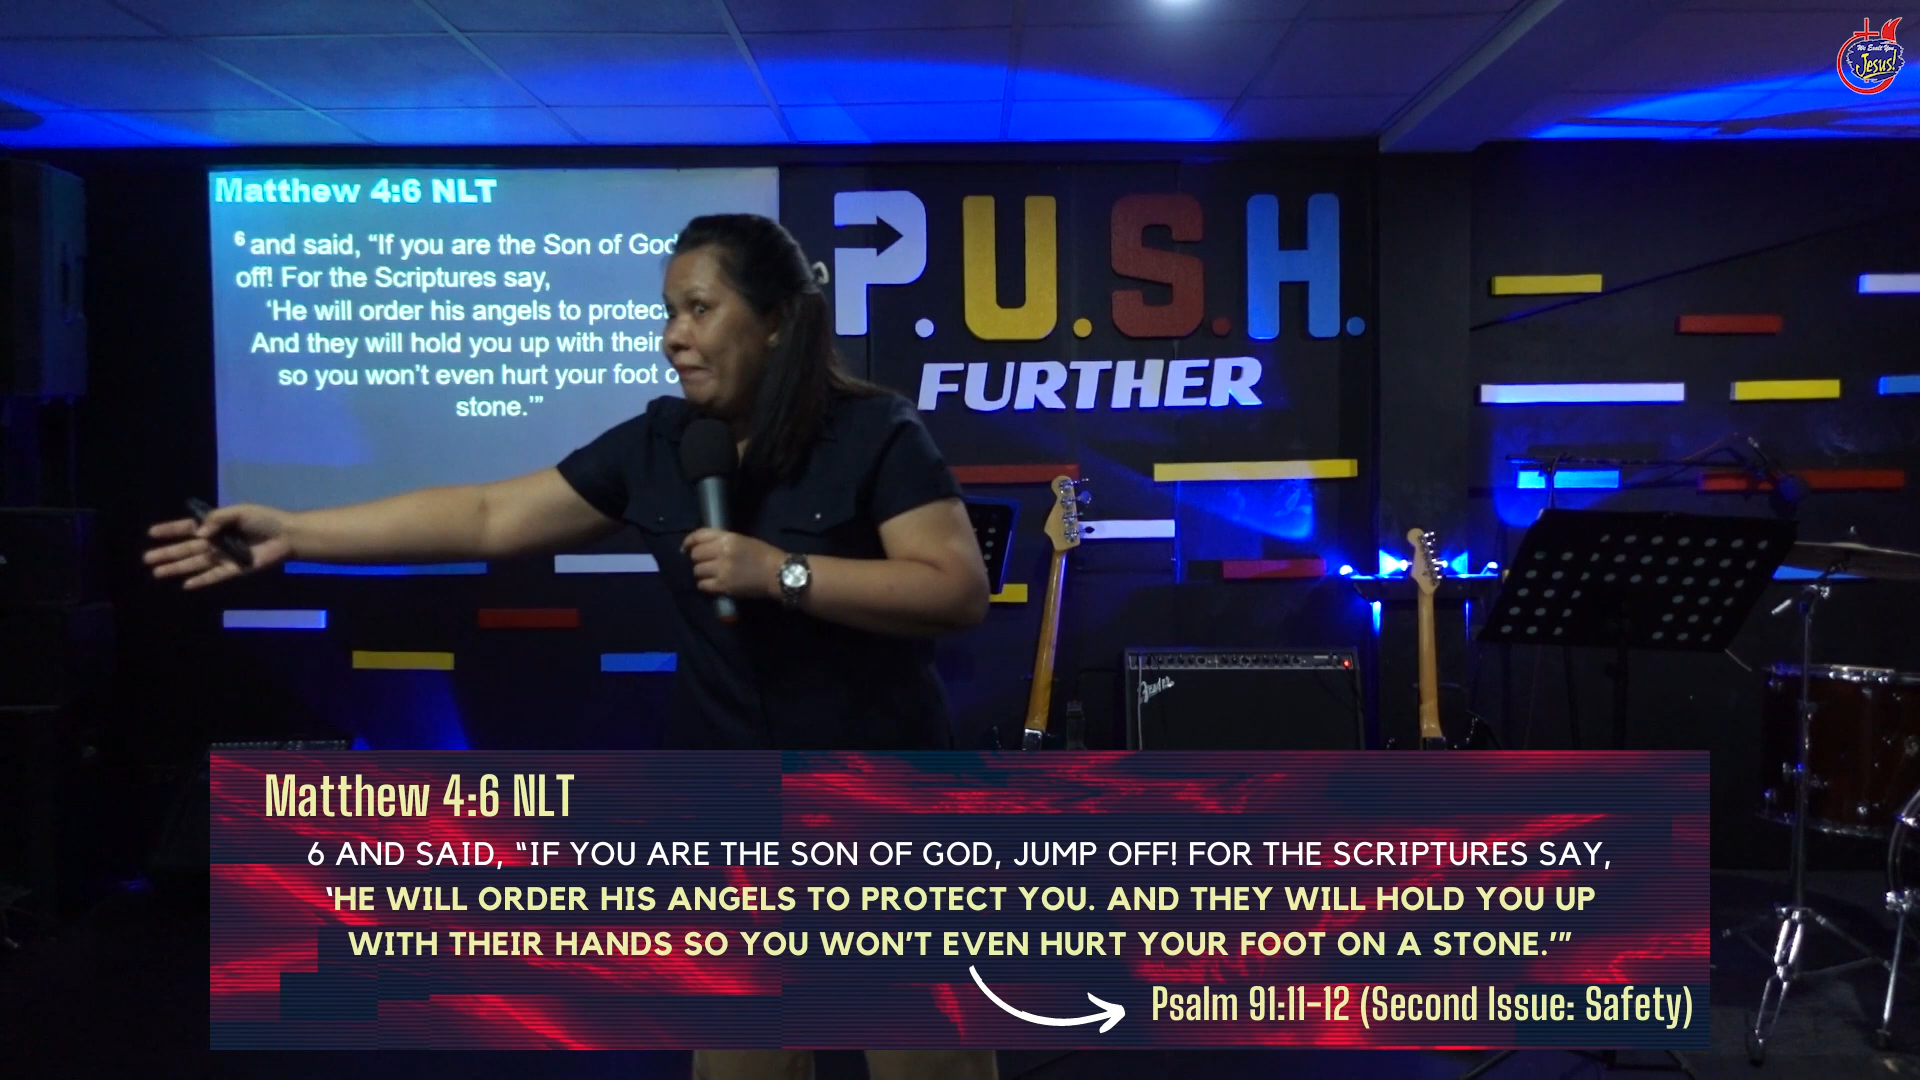 We Exalt You
Jesus!
Matthew 4:6 NLT
6 and said, “If you are the Son of God
off! For the Scriptures say,
‘He will order his angels to protect
And they will hold you up with their
so you won’t even hurt your foot
stone.’”
P.U.S.H.
FURTHER
Fender
Matthew 4:6 NLT
6 AND SAID, “IF YOU ARE THE SON OF GOD, JUMP OFF! FOR THE SCRIPTURES SAY,
‘HE WILL ORDER HIS ANGELS TO PROTECT YOU. AND THEY WILL HOLD YOU UP
WITH THEIR HANDS SO YOU WON’T EVEN HURT YOUR FOOT ON A STONE.’”
Psalm 91:11-12 (Second Issue: Safety)